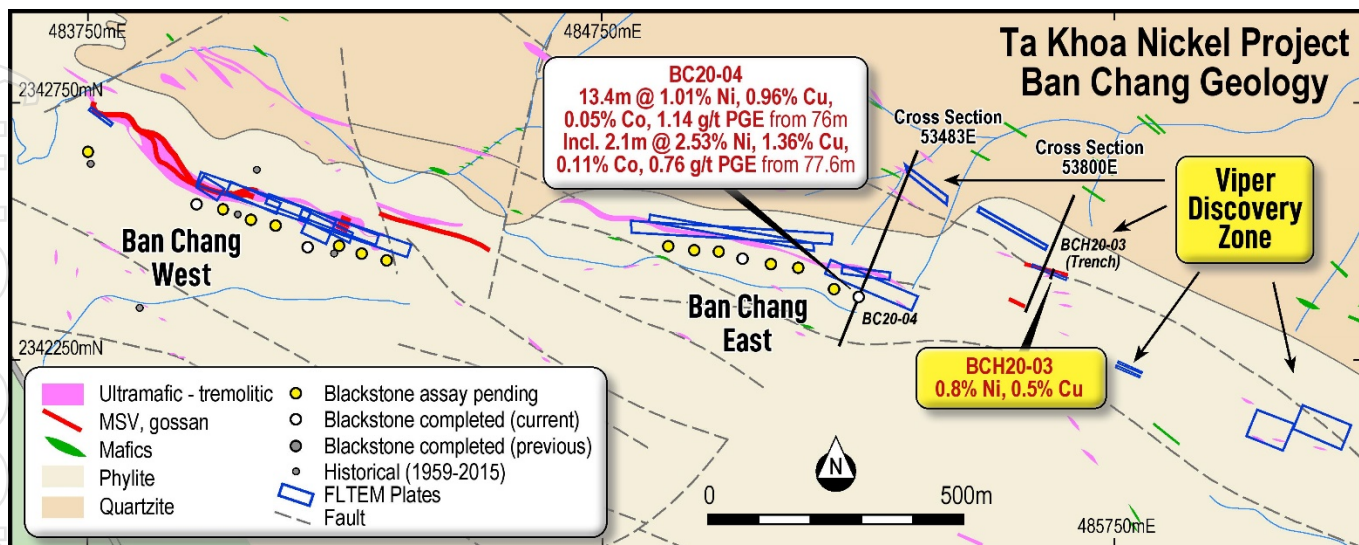 483750mE
484750mE
Ta Khoa Nickel Project
Ban Chang Geology
2342750mN
BC20-04
13.4m @ 1.01% Ni, 0.96% Cu,
0.05% Co, 1.14 g/t PGE from 76m
Incl. 2.1m @ 2.53% Ni, 1.36% Cu,
0.11% Co, 0.76 g/t PGE from 77.6m
Cross Section
53483E
Cross Section
53800E
Viper
Discovery
Zone
BCH20-03
(Trench)
Ban Chang
West
Ban Chang
East
BC20-04
2342250mN
BCH20-03
0.8% Ni, 0.5% Cu
Ultramafic - tremolitic
MSV, gossan
Mafics
Phylite
Quartzite
Blackstone assay pending
Blackstone completed (current)
Blackstone completed (previous)
Historical (1959-2015)
FLTEM Plates
Fault
N
0
500m
485750mE